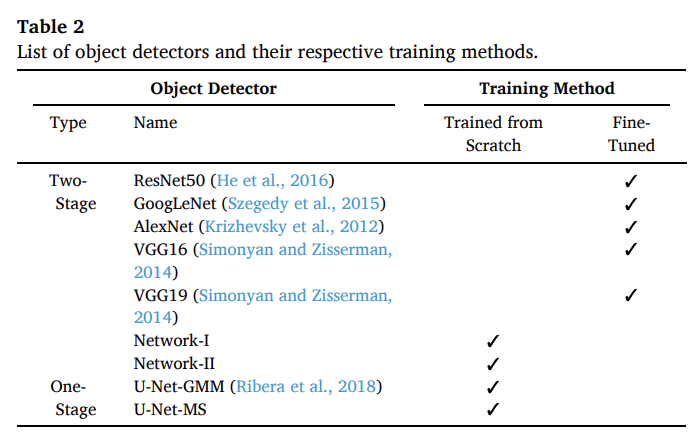 Table 2
List of object detectors and their respective training methods.
Object Detector Training Method
Type Name Trained from Scratch Fine-Tuned
Two-Stage ResNet50 (He et al., 2016) ✓
GoogLeNet (Szegedy et al., 2015) ✓
AlexNet (Krizhevsky et al., 2012) ✓
VGG16 (Simonyan and Zisserman, ✓
2014)
VGG19 (Simonyan and Zisserman, ✓
2014)
Network-I ✓
Network-II ✓
One-Stage U-Net-GMM (Ribera et al., 2018) ✓
U-Net-MS ✓